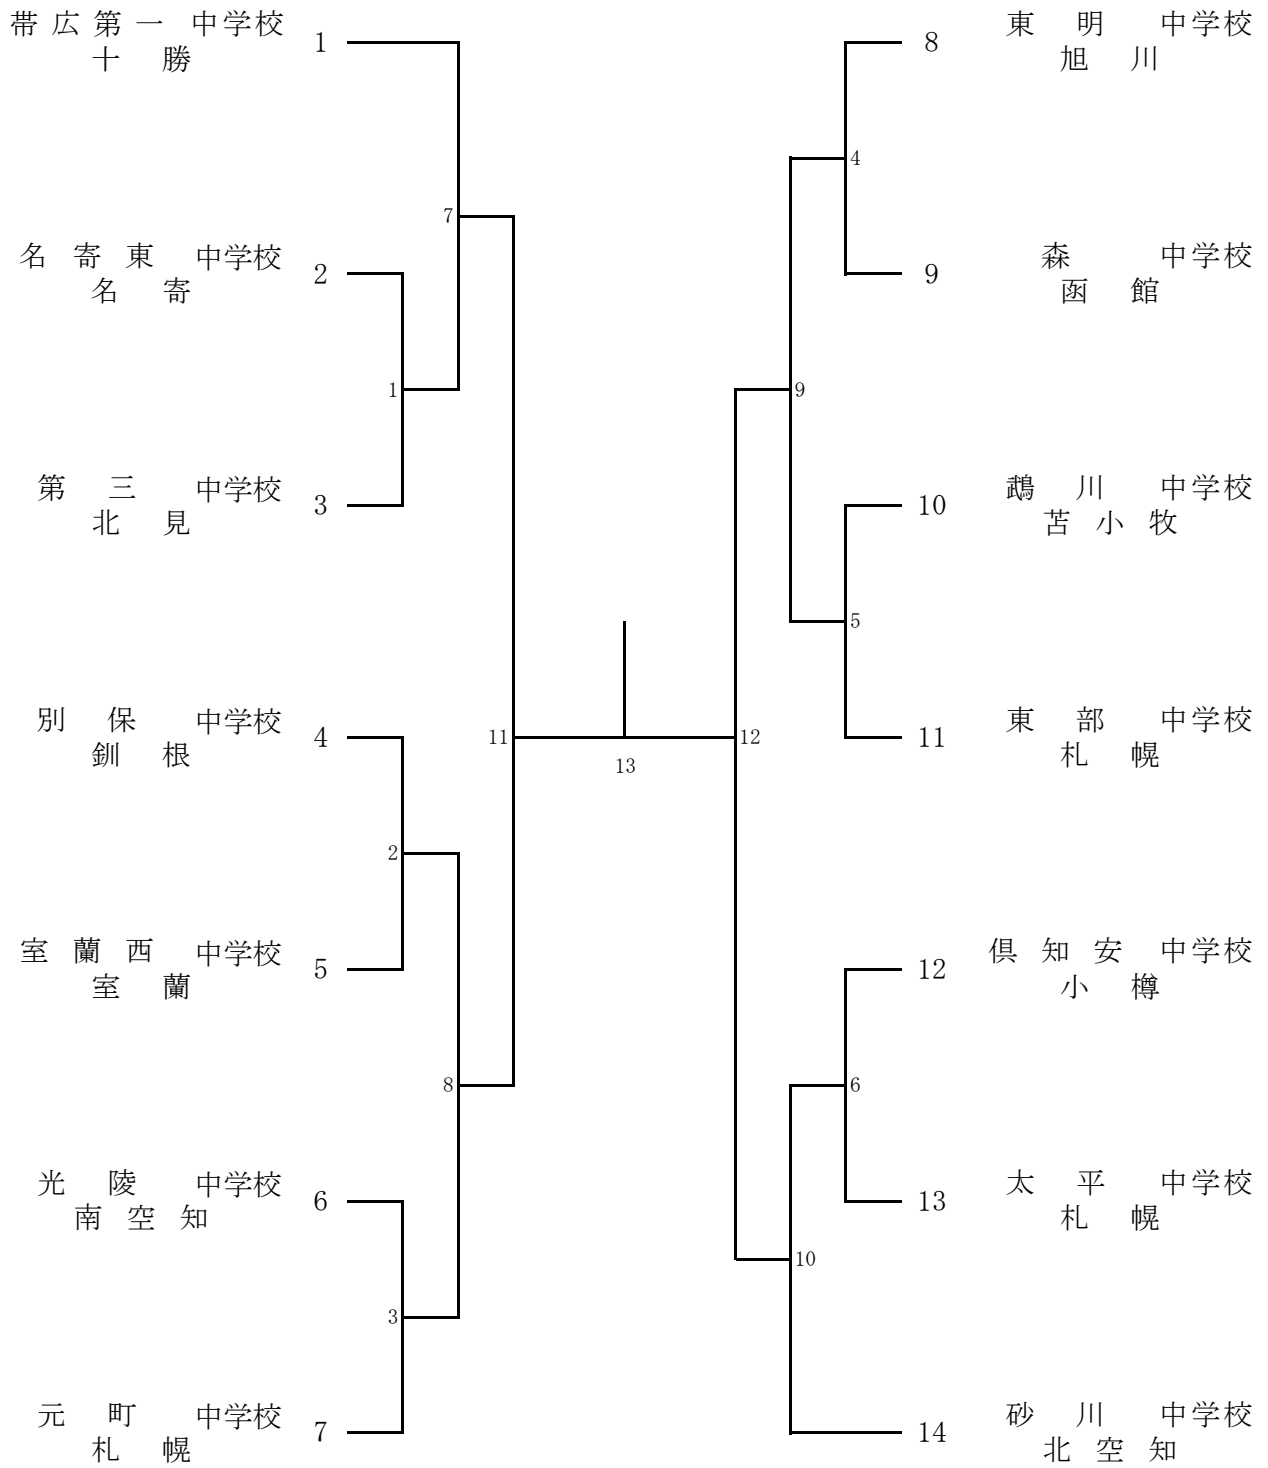 帯広第一 中学校 1
十勝
名寄東 中学校 2
名寄
第三 中学校 3
北見
別保 中学校 4
釧根
室蘭西 中学校 5
室蘭
光陵 中学校 6
南空知
元町 中学校 7
札幌
7
1
11
2
8
3
13
12
4
9
5
6
10
8 東明 中学校
旭川
9 森 中学校
函館
10 鵡川 中学校
苫小牧
11 東部 中学校
札幌
12 倶知安 中学校
小樽
13 太平 中学校
札幌
14 砂川 中学校
北空知